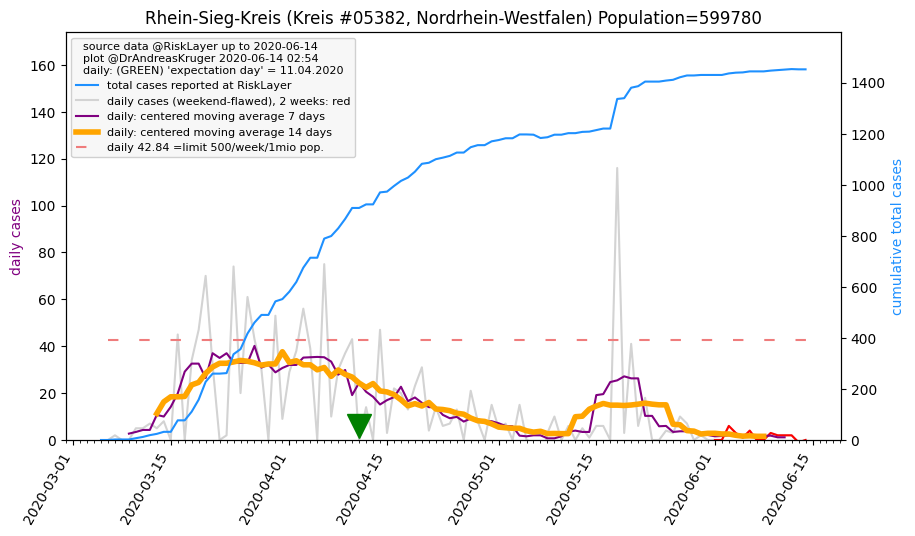 Rhein-Sieg-Kreis (Kreis #05382, Nordrhein-Westfalen) Population=599780
source data @RiskLayer up to 2020-06-14
plot @DrAndreasKruger 2020-06-14 02:54
daily: (GREEN) 'expectation day' = 11.04.2020
total cases reported at RiskLayer
daily cases (weekend-flawed), 2 weeks: red
daily: centered moving average 7 days
daily: centered moving average 14 days
daily 42.84 =limit 500/week/1mio pop.
daily cases
160
140
120
100
80
60
40
20
0
cumulative total cases
1400
1200
1000
800
600
400
200
0
2020-03-01
2020-03-15
2020-04-01
2020-04-15
2020-05-01
2020-05-15
2020-06-01
2020-06-15